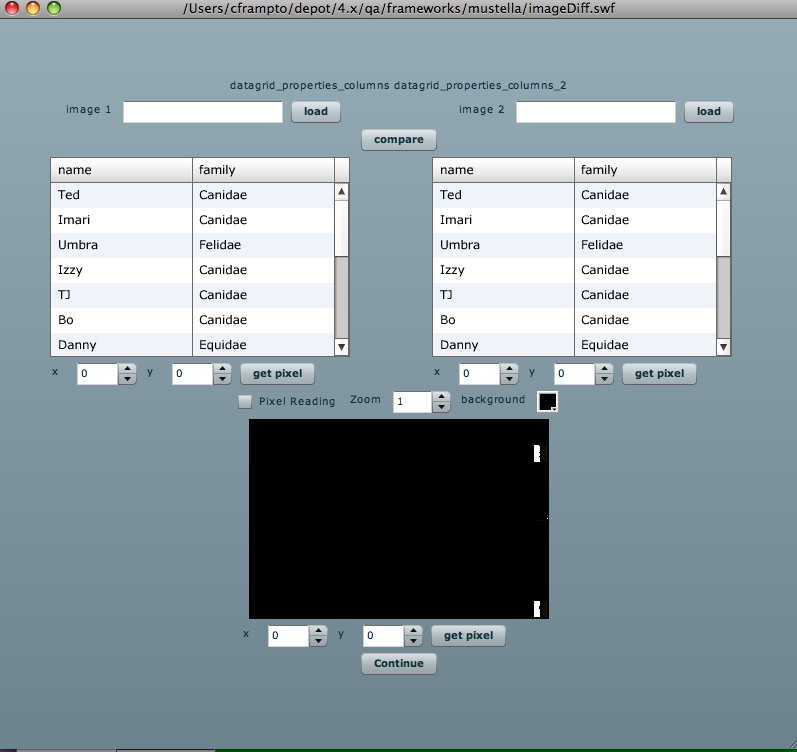 /Users/cframpto/depot/4.x/qa/frameworks/mustella/imageDiff.swf
datagrid_properties_columns datagrid_properties_columns_2
image 1 load image 2 load
compare
name family name family
Ted Canidae Ted Canidae
Imari Canidae Imari Canidae
Umbra Felidae Umbra Felidae
Izzy Canidae Izzy Canidae
TJ Canidae TJ Canidae
Bo Canidae Bo Canidae
Danny Equidae Danny Equidae
x 0 y 0 get pixel x 0 y 0 get pixel
Pixel Reading Zoom 1 background
x 0 y 0 get pixel
Continue